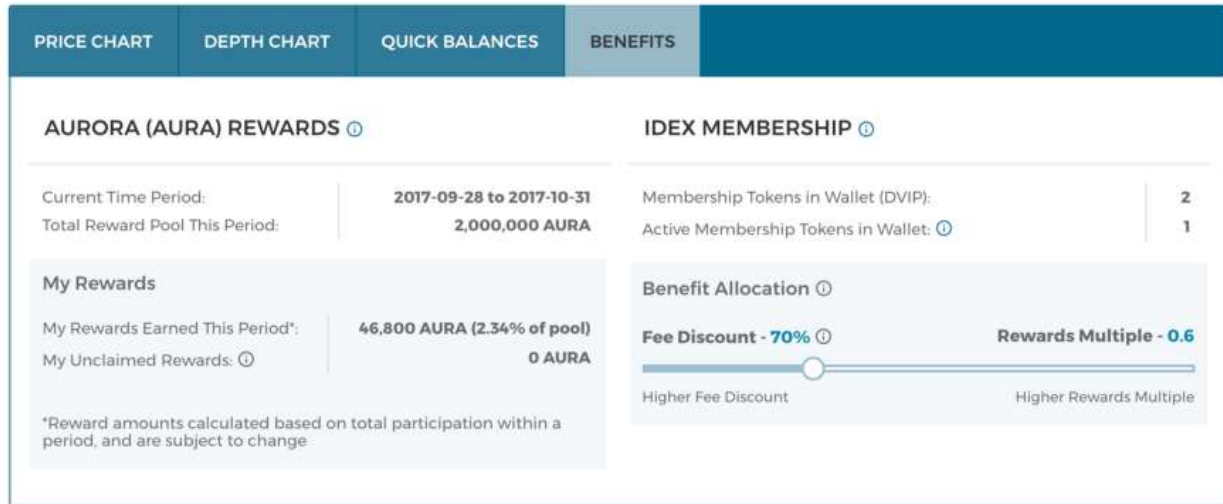 PRICE CHART DEPTH CHART QUICK BALANCES BENEFITS
AURORA (AURA) REWARDS
Current Time Period: 2017-09-28 to 2017-10-31
Total Reward Pool This Period: 2,000,000 AURA
My Rewards
My Rewards Earned This Period*: 46,800 AURA (2.34% of pool)
My Unclaimed Rewards: 0 AURA
*Reward amounts calculated based on total participation within a
period, and are subject to change
IDEX MEMBERSHIP
Membership Tokens in Wallet (DVIP): 2
Active Membership Tokens in Wallet: 1
Benefit Allocation
Fee Discount - 70% Rewards Multiple - 0.6
Higher Fee Discount Higher Rewards Multiple